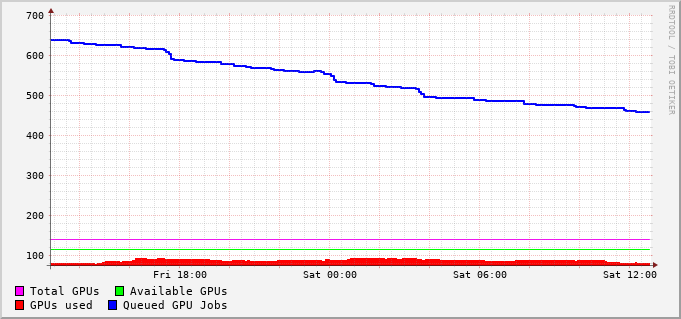 700
600
500
400
300
200
100
Fri 18:00 Sat 00:00 Sat 06:00 Sat 12:00
Total GPUs Available GPUs
GPUs used Queued GPU Jobs
RRDTOOL / TOBI OETIKER